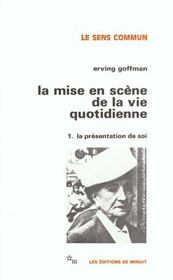 LE SENS COMMUN
erving goffman
la mise en scène
de la vie
quotidienne
1. la présentation de soi
LES ÉDITIONS DE MINUIT